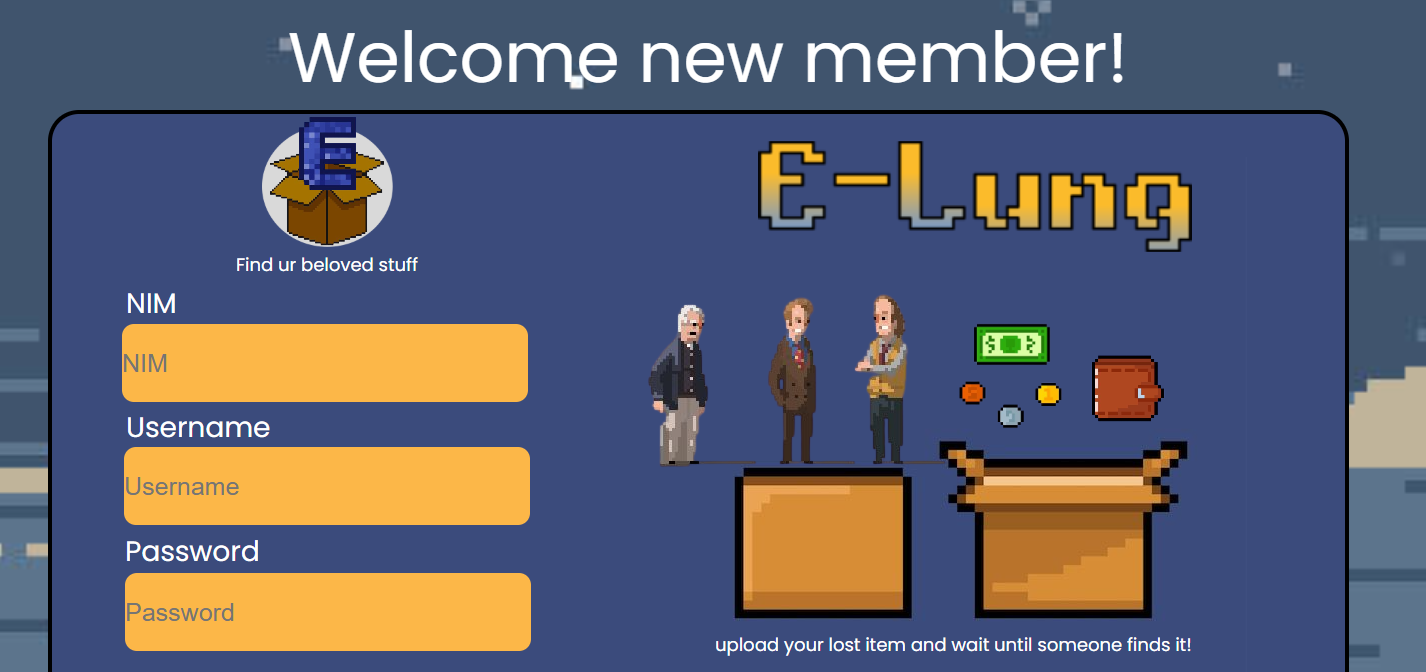 Welcome new member!
E
Find ur beloved stuff
NIM
NIM
Username
Username
Password
Password
E-Lung
upload your lost item and wait until someone finds it!